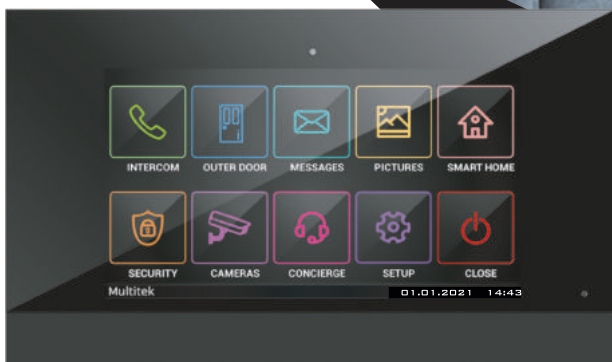 INTERCOM OUTER DOOR MESSAGES PICTURES SMART HOME
SECURITY CAMERAS CONCIERGE SETUP CLOSE
Multitek 01.01.2021 14:43